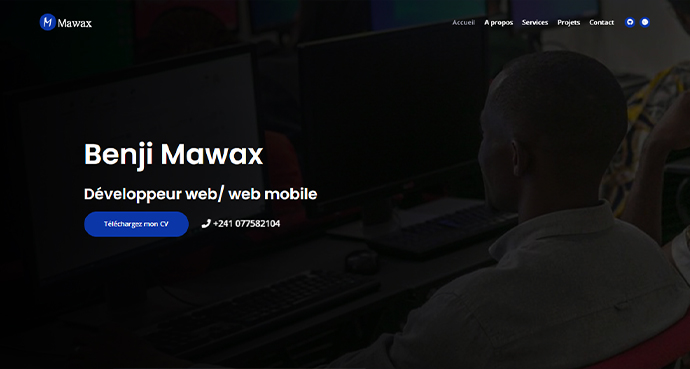 M Mawax
Accueil A propos Services Projets Contact
Benji Mawax
Développeur web/ web mobile
Téléchargez mon CV +241 077582104